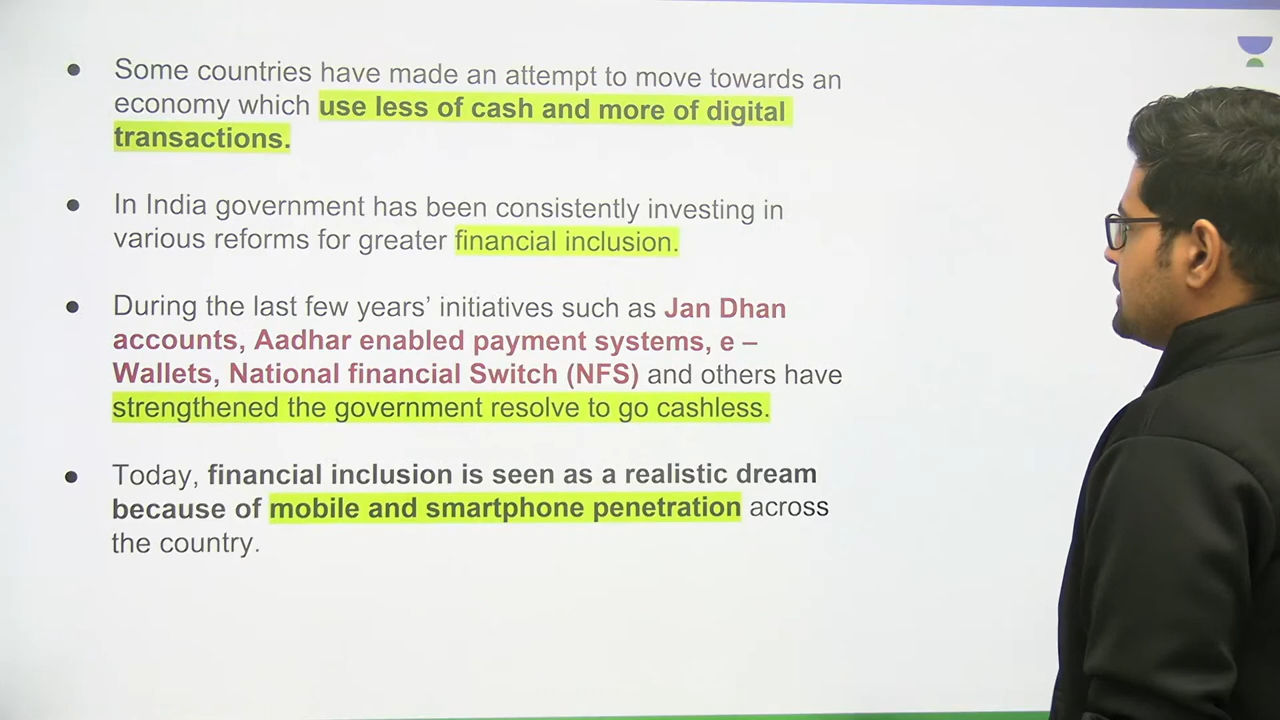 Some countries have made an attempt to move towards an
economy which use less of cash and more of digital
transactions.
In India government has been consistently investing in
various reforms for greater financial inclusion.
During the last few years’ initiatives such as Jan Dhan
accounts, Aadhar enabled payment systems, e –
Wallets, National financial Switch (NFS) and others have
strengthened the government resolve to go cashless.
Today, financial inclusion is seen as a realistic dream
because of mobile and smartphone penetration across
the country.